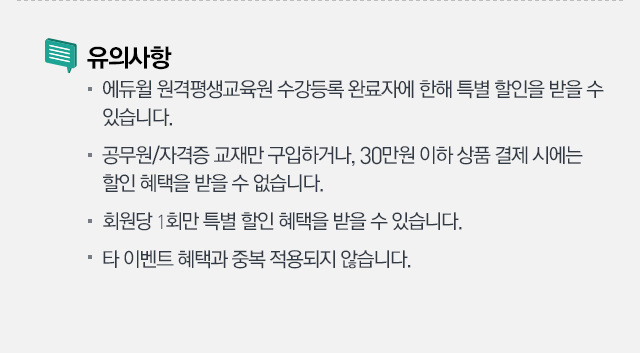 유의사항
▪ 에듀윌 원격평생교육원 수강등록 완료자에 한해 특별 할인을 받을 수
있습니다.
▪ 공무원/자격증 교재만 구입하거나, 30만원 이하 상품 결제 시에는
할인 혜택을 받을 수 없습니다.
▪ 회원당 1회만 특별 할인 혜택을 받을 수 있습니다.
▪ 타 이벤트 혜택과 중복 적용되지 않습니다.